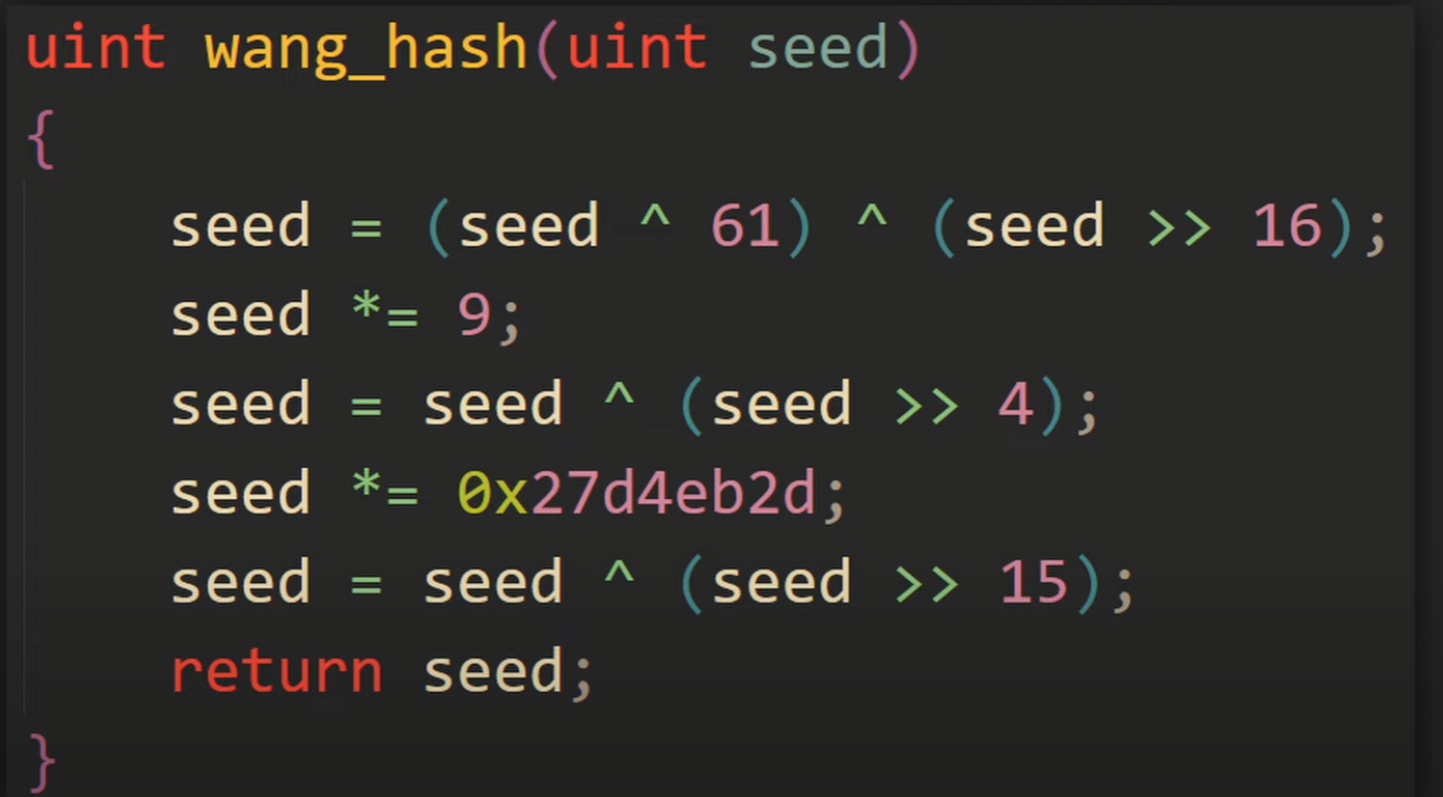 uint wang_hash(uint seed)
{
    seed = (seed ^ 61) ^ (seed >> 16);
    seed *= 9;
    seed = seed ^ (seed >> 4);
    seed *= 0x27d4eb2d;
    seed = seed ^ (seed >> 15);
    return seed;
}